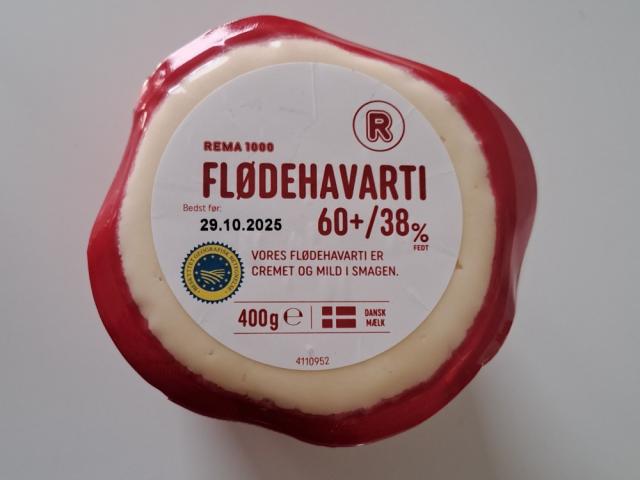 R
REMA 1000
FLØDEHAVARTI
Bedst før:
29.10.2025
60+/38%
FEDT
VORES FLØDEHAVARTI ER
CREMET OG MILD I SMAGEN.
400g ℮
DANSK
MÆLK
4110952